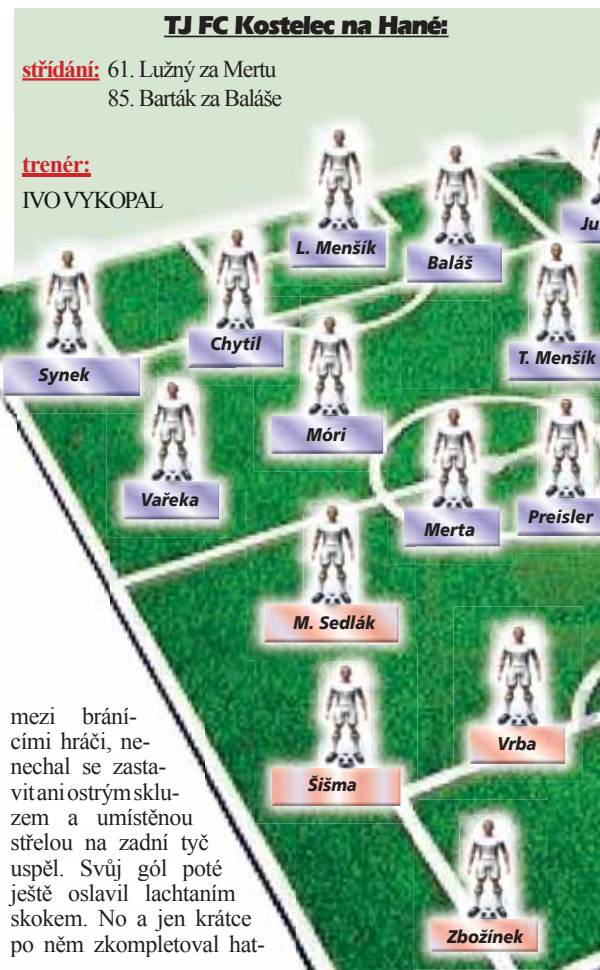 TJ FC Kostelec na Hané:
střídání: 61. Lužný za Mertu
85. Barták za Baláše
trenér:
IVO VYKOPAL
L. Menšík
Baláš
Ju
Chytil
T. Menšík
Synek
Móri
Vařeka
Merta
Preisler
M. Sedlák
Vrba
Šišma
Zbožínek
mezi brání-
cími hráči, ne-
nechal se zasta-
vit ani ostrým sklu-
zem a umístěnou
střelou na zadní tyč
uspěl. Svůj gól poté
ještě oslavil lachtaním
skokem. No a jen krátce
po něm zkompletoval hat-